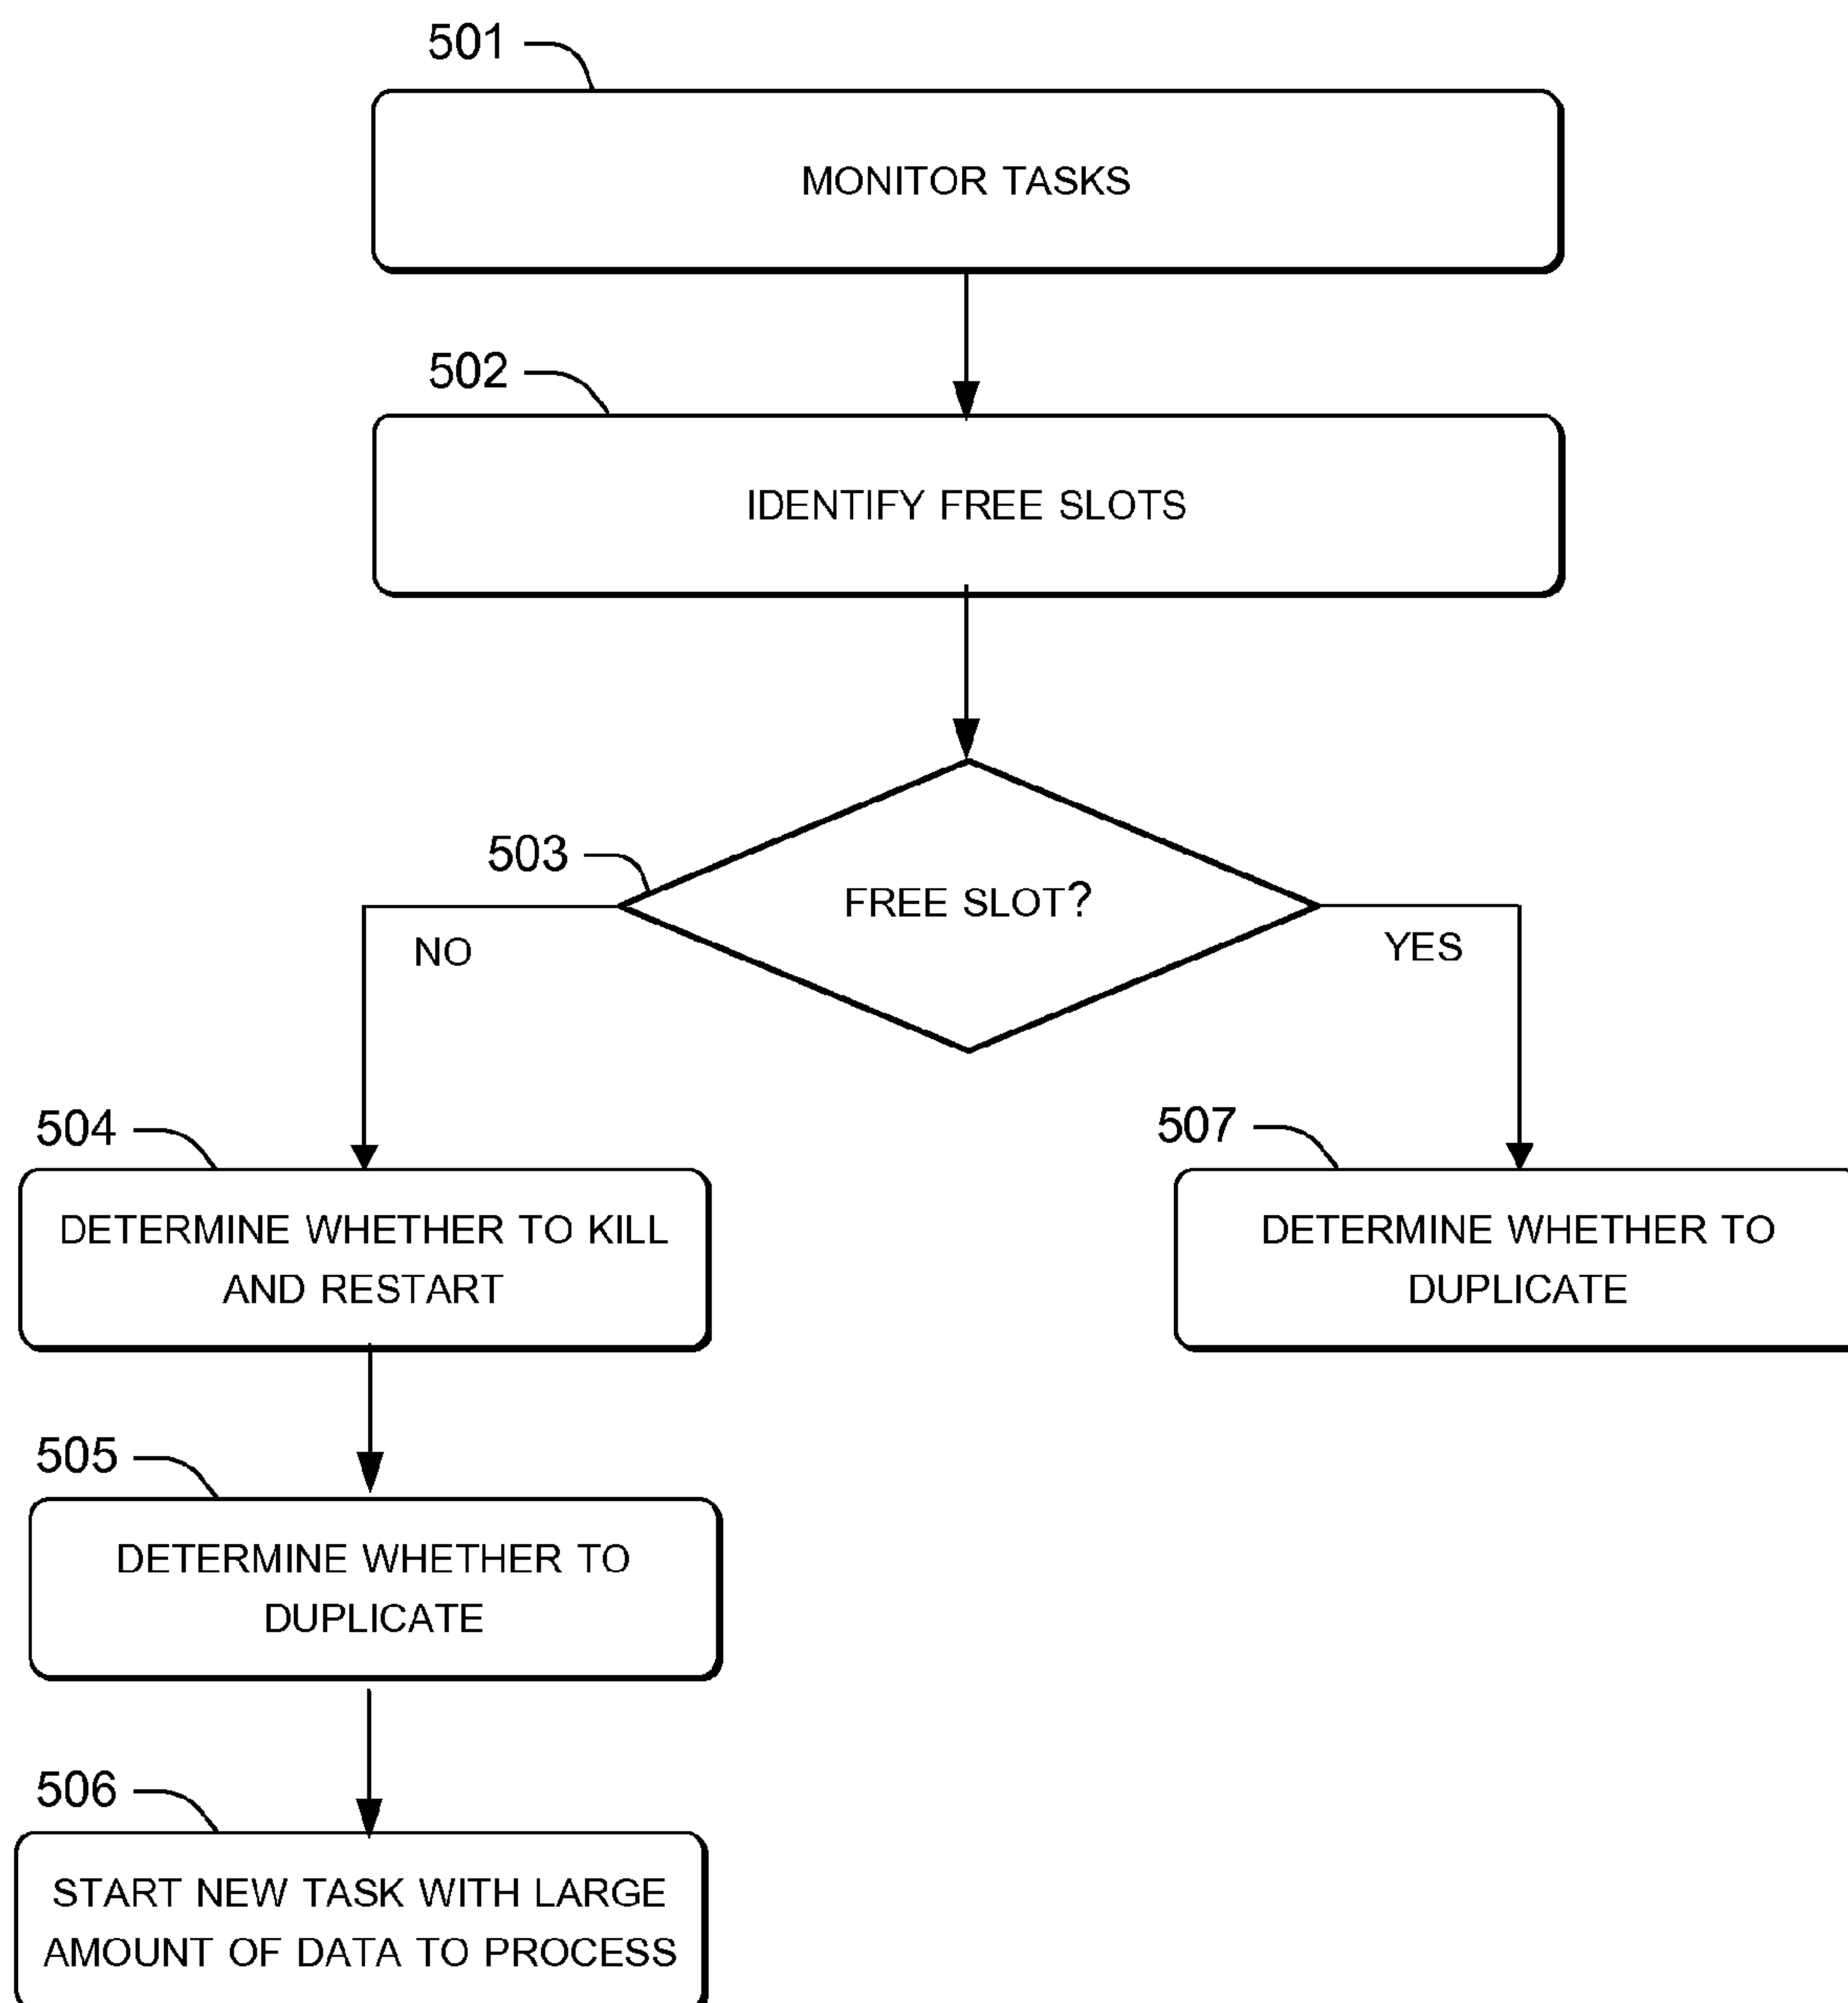 501
MONITOR TASKS
502
IDENTIFY FREE SLOTS
503
FREE SLOT?
NO
YES
504
DETERMINE WHETHER TO KILL
AND RESTART
507
DETERMINE WHETHER TO
DUPLICATE
505
DETERMINE WHETHER TO
DUPLICATE
506
START NEW TASK WITH LARGE
AMOUNT OF DATA TO PROCESS